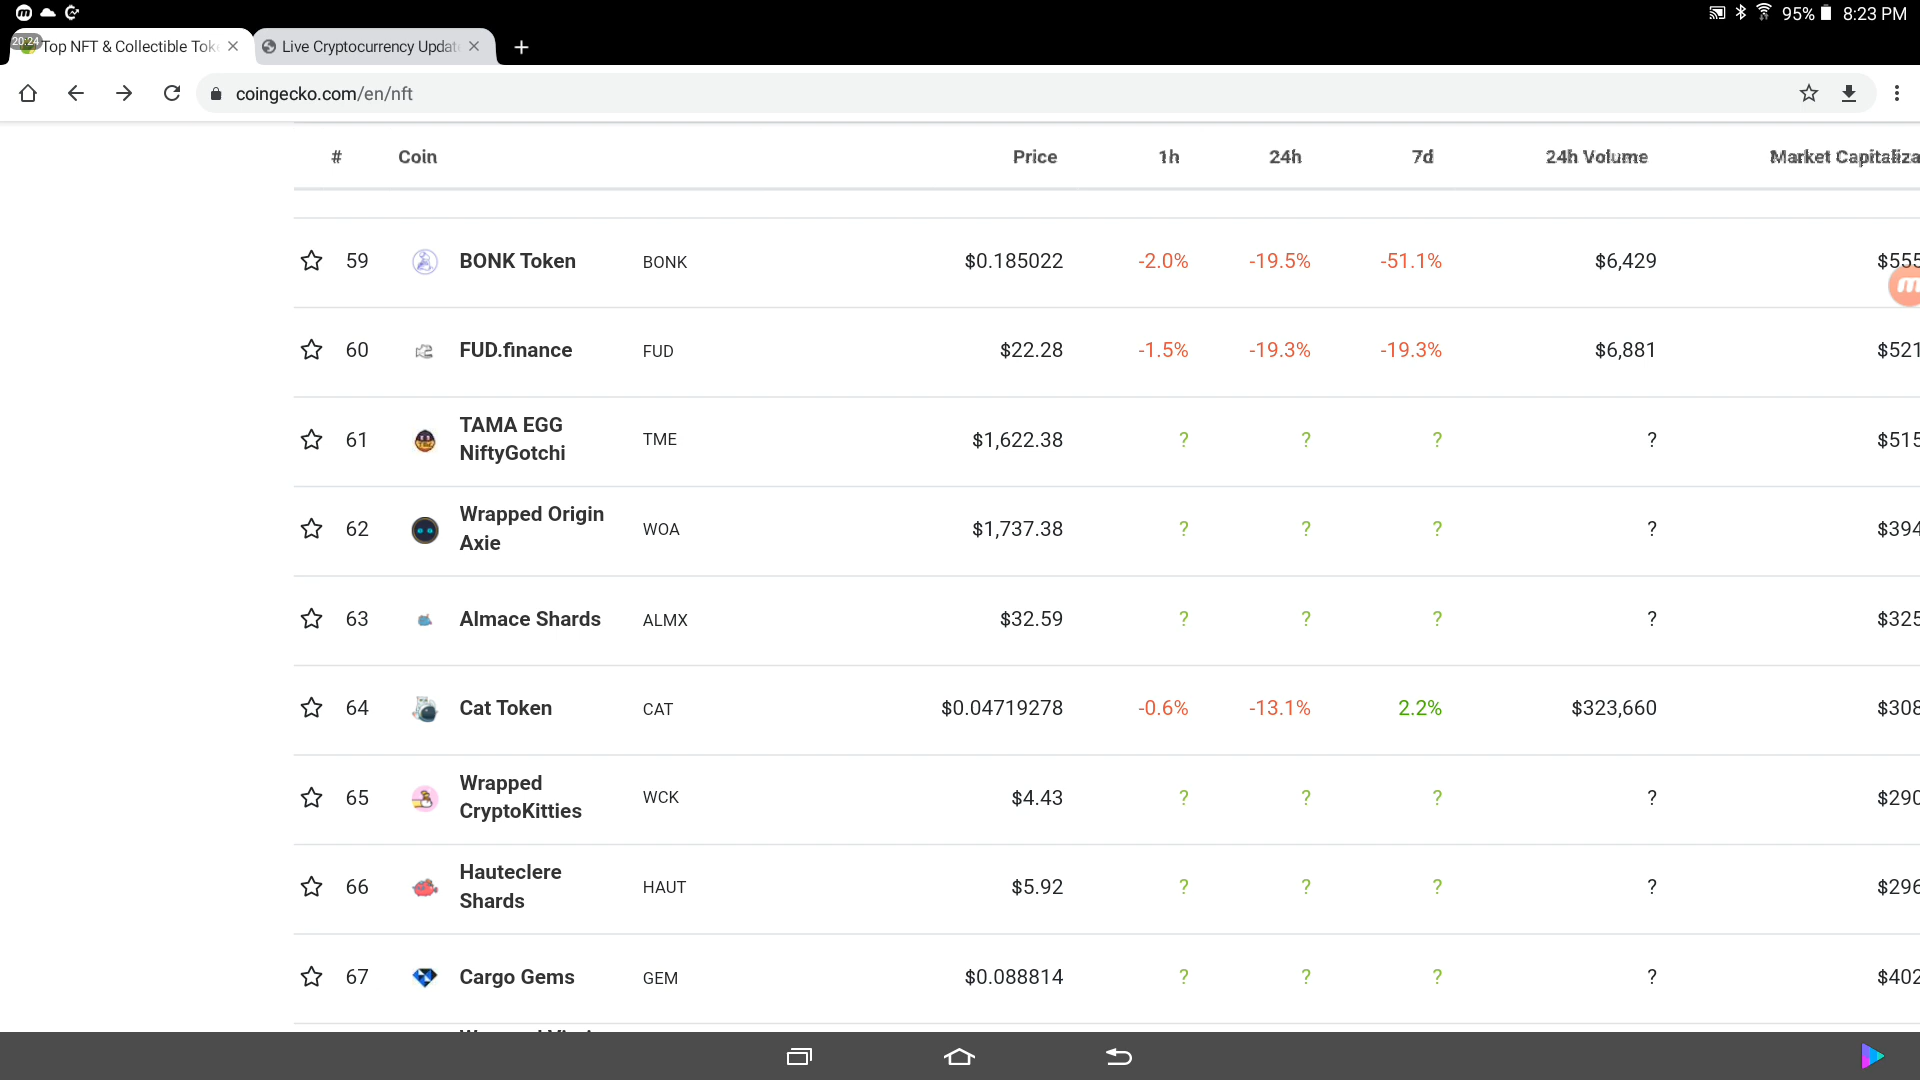 95% 8:23 PM
20:24 Top NFT & Collectible Tok
Live Cryptocurrency Updat
coingecko.com/en/nft
# Coin Price 1h 24h 7d 24h Volume Market Capitaliza
59 BONK Token BONK $0.185022 -2.0% -19.5% -51.1% $6,429 $555
60 FUD.finance FUD $22.28 -1.5% -19.3% -19.3% $6,881 $521
TAMA EGG
61 TME $1,622.38 ? ? ? ? $515
NiftyGotchi
Wrapped Origin
62 WOA $1,737.38 ? ? ? ? $394
Axie
63 Almace Shards ALMX $32.59 ? ? ? ? $325
64 Cat Token CAT $0.04719278 -0.6% -13.1% 2.2% $323,660 $308
Wrapped
65 WCK $4.43 ? ? ? ? $290
CryptoKitties
Hauteclere
66 HAUT $5.92 ? ? ? ? $296
Shards
67 Cargo Gems GEM $0.088814 ? ? ? ? $402